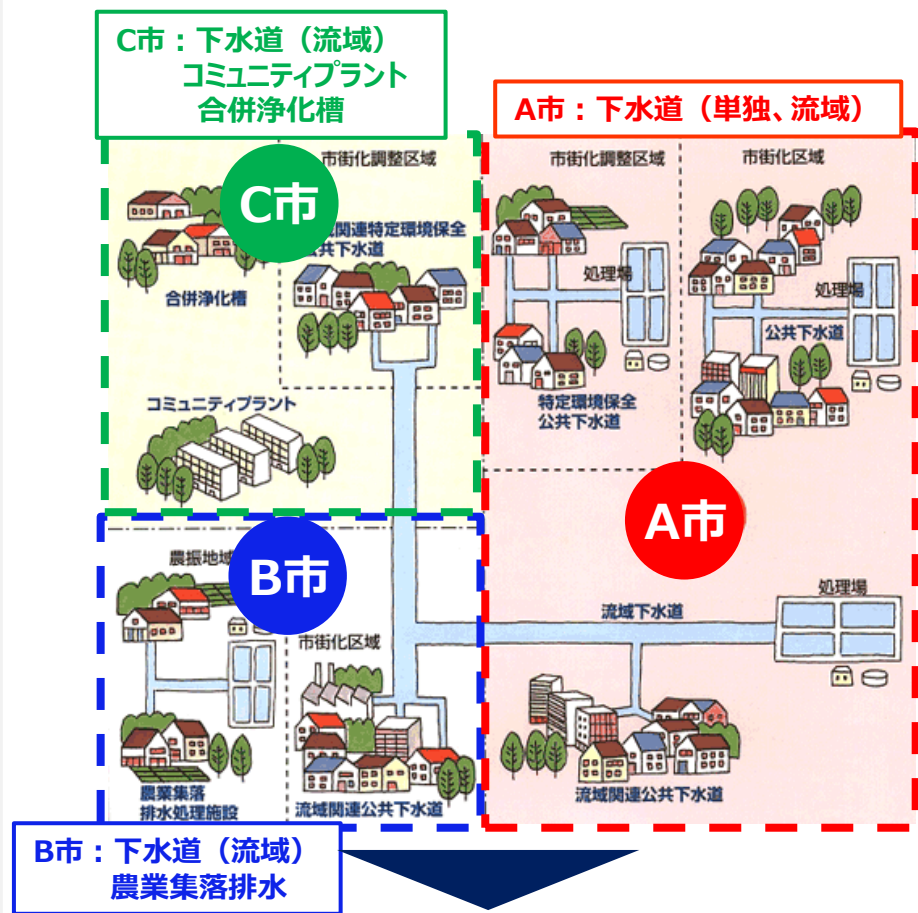 C市：下水道（流域）
コミュニティプラント
合併浄化槽
A市：下水道（単独、流域）
市街化調整区域
C市
関連特定環境保全
公共下水道
合併浄化槽
コミュニティプラント
市街化調整区域
市街化区域
処理場
処理場
公共下水道
特定環境保全
公共下水道
A市
農振地域
B市
市街化区域
流域下水道
処理場
農業集落
排水処理施設
流域関連公共下水道
流域関連公共下水道
B市：下水道（流域）
農業集落排水